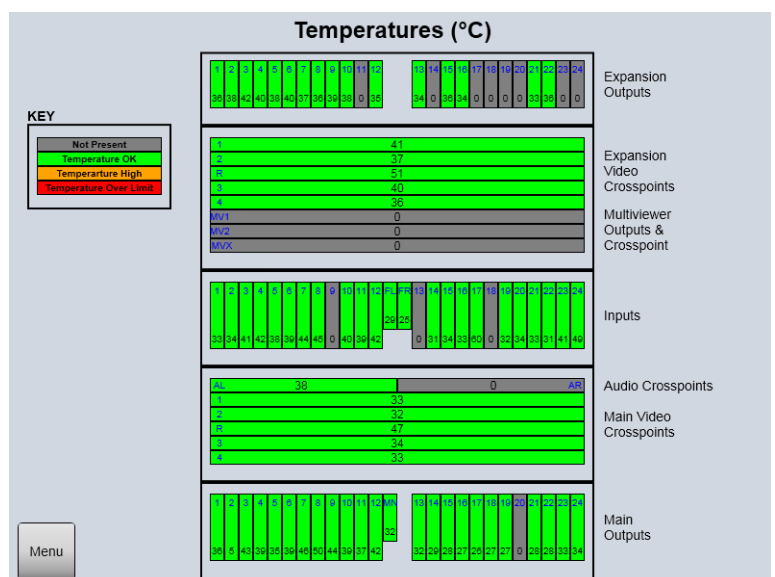 Temperatures (°C)
1 2 3 4 5 6 7 8 9 10 11 12 13 14 15 16 17 18 19 20 21 22 23 24
36 38 42 40 38 40 37 36 39 38 0 35 34 0 36 34 0 0 0 0 33 36 0 0
Expansion
Outputs
KEY
Not Present
Temperature OK
Temperarture High
Temperature Over Limit
1 41
2 37
R 51
3 40
4 36
MV1 0
MV2 0
MVX 0
Expansion
Video
Crosspoints
Multiviewer
Outputs &
Crosspoint
1 2 3 4 5 6 7 8 9 10 11 12 FL FR 13 14 15 16 17 18 19 20 21 22 23 24
29 25
33 34 41 42 38 39 44 45 0 40 39 42 0 31 34 33 60 0 32 34 33 31 41 49
Inputs
AL 38 0 AR
1 33
2 32
R 47
3 34
4 33
Audio Crosspoints
Main Video
Crosspoints
1 2 3 4 5 6 7 8 9 10 11 12 MN 13 14 15 16 17 18 19 20 21 22 23 24
32
36 5 43 39 35 39 46 50 44 39 37 42 32 29 28 27 26 27 27 0 28 28 33 34
Main
Outputs
Menu